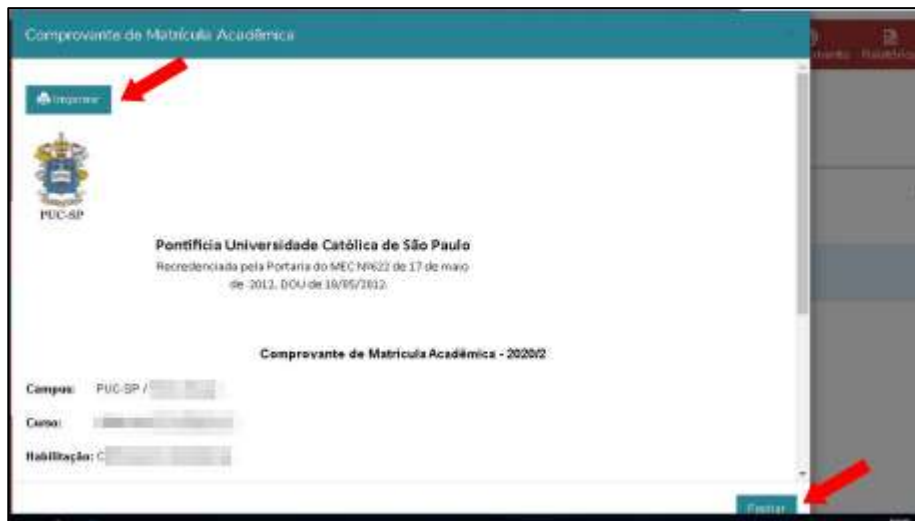 Comprovante de Matrícula Acadêmica
Imprimir
PUC-SP
Pontifícia Universidade Católica de São Paulo
Recredenciada pela Portaria do MEC Nº622 de 17 de maio
de 2012, DOU de 18/05/2012.
Comprovante de Matrícula Acadêmica - 2020/2
Campus: PUC-SP /
Curso:
Habilitação: C
Fechar